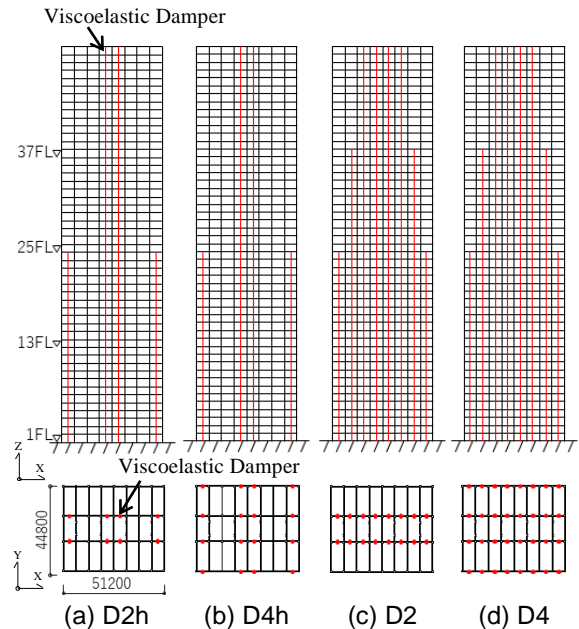 Viscoelastic Damper
37FL
25FL
13FL
1FL
Z
X
Viscoelastic Damper
44800
Y
X
51200
(a) D2h (b) D4h (c) D2 (d) D4